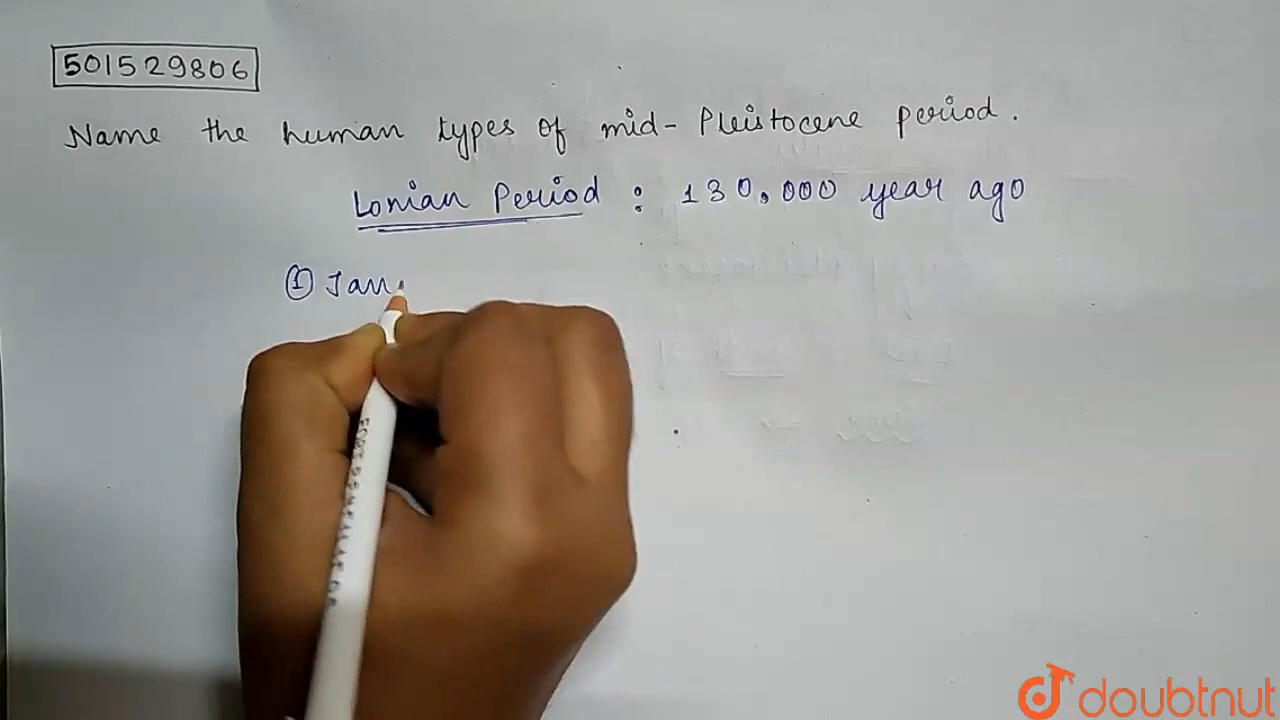 501529806
Name the human types of mid-Pleistocene period.
Lonian Period : 130,000 year ago
① Jav
doubtnut